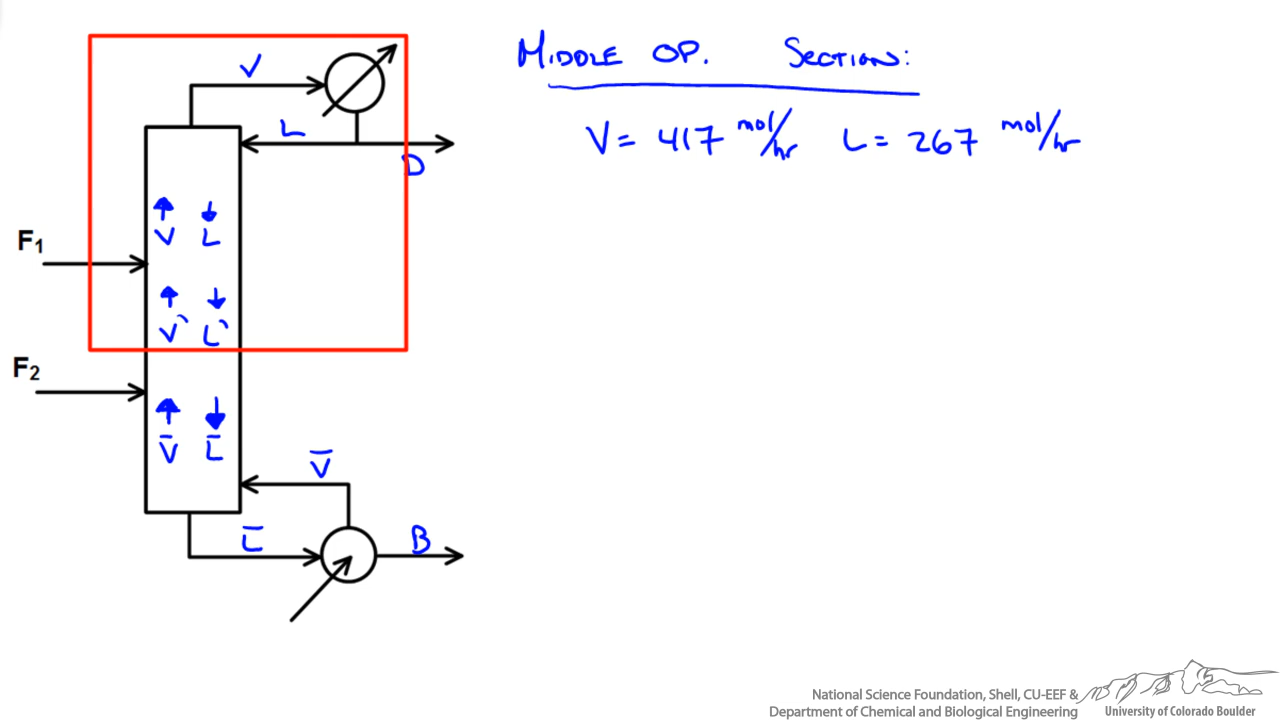 MIDDLE OP. SECTION:
V = 417 mol/hr L = 267 mol/hr
V
L
D
F1
V L
V` L`
F2
V̅ L̅
V̅
L̅
B
National Science Foundation, Shell, CU-EEF &
Department of Chemical and Biological Engineering
University of Colorado Boulder